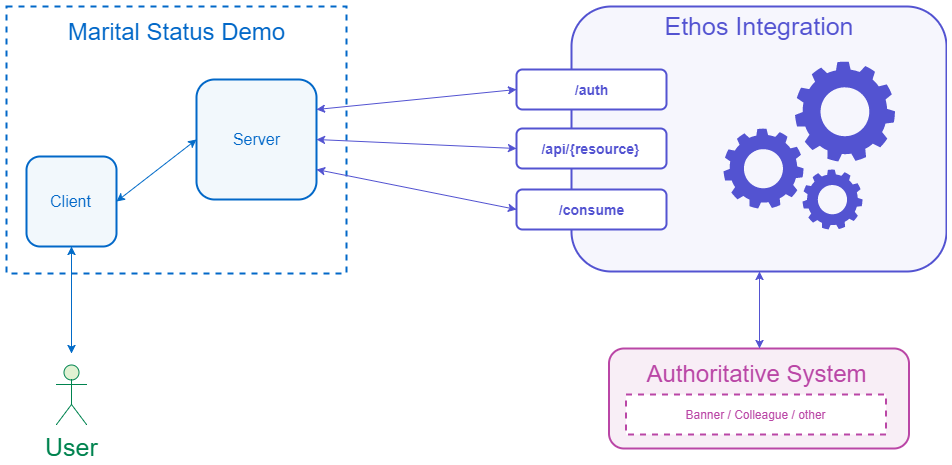 Marital Status Demo
Ethos Integration
Server
Client
/auth
/api/{resource}
/consume
Authoritative System
Banner / Colleague / other
User